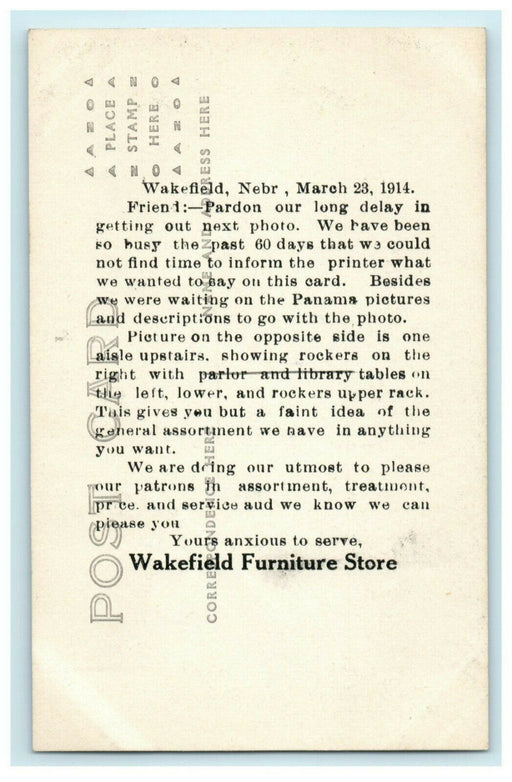 Wakefield, Nebr , March 23, 1914.
Friend:—Pardon our long delay in
getting out next photo. We have been
so busy the past 60 days that we could
not find time to inform the printer what
we wanted to say on this card. Besides
we were waiting on the Panama pictures
and descriptions to go with the photo.
Picture on the opposite side is one
aisle upstairs. showing rockers on the
right with parlor and library tables on
the left, lower, and rockers upper rack.
This gives you but a faint idea of the
general assortment we have in anything
you want.
We are doing our utmost to please
our patrons in assortment, treatment,
price. and service aud we know we can
please you
Yours anxious to serve,
Wakefield Furniture Store
POST CARD
CORRESPONDENCE HERE
NAME AND ADDRESS HERE
AZOA
PLACE
STAMP
HERE
AZOA